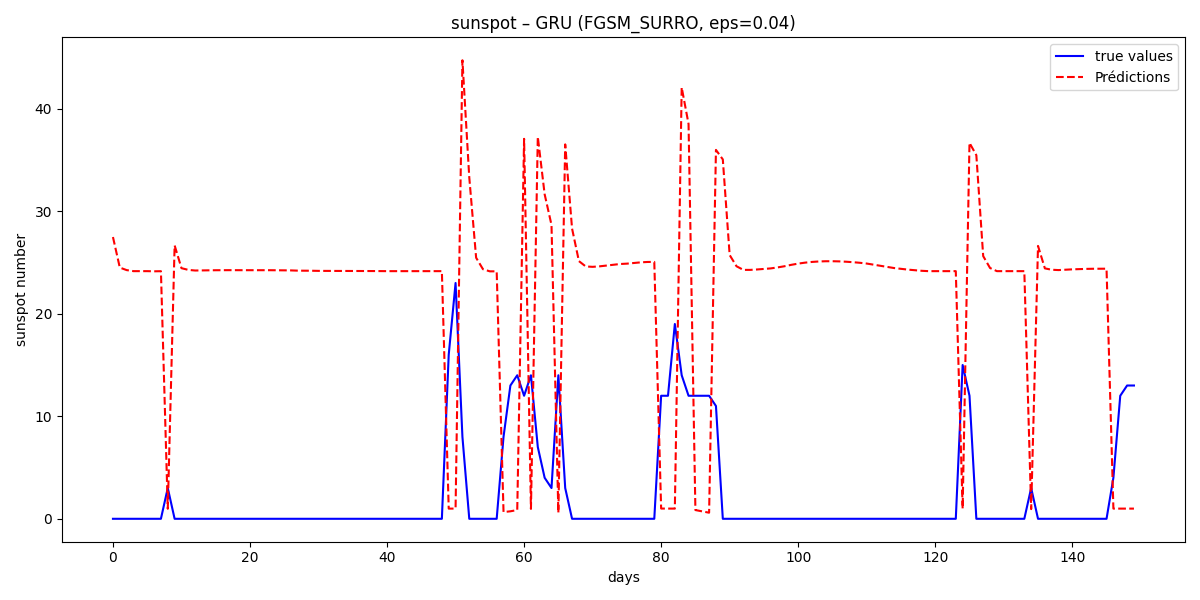 sunspot – GRU (FGSM_SURRO, eps=0.04)
true values
Prédictions
sunspot number
40
30
20
10
0
0 20 40 60 80 100 120 140
days